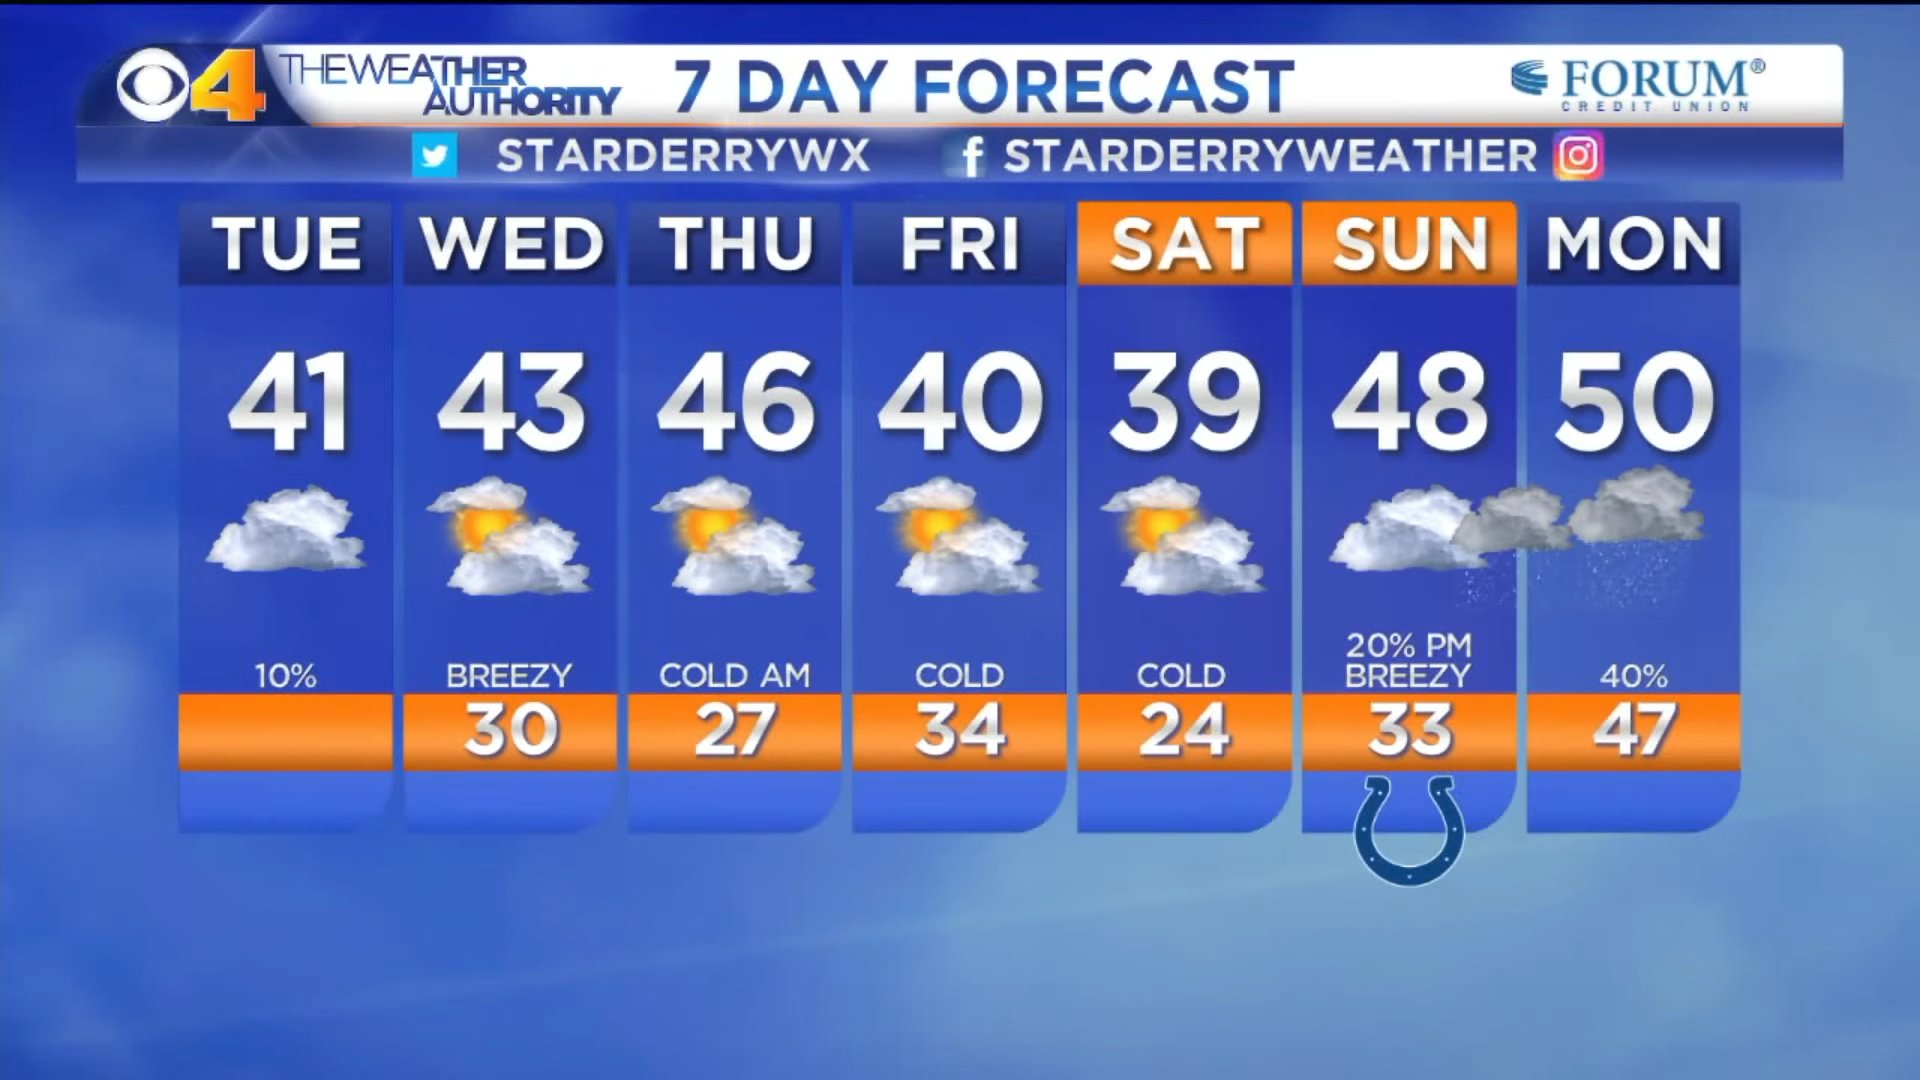 4 THE WEATHER AUTHORITY 7 DAY FORECAST FORUM® CREDIT UNION
STARDERRYWX f STARDERRYWEATHER
TUE WED THU FRI SAT SUN MON
41 43 46 40 39 48 50
20% PM
10% BREEZY COLD AM COLD COLD BREEZY 40%
30 27 34 24 33 47